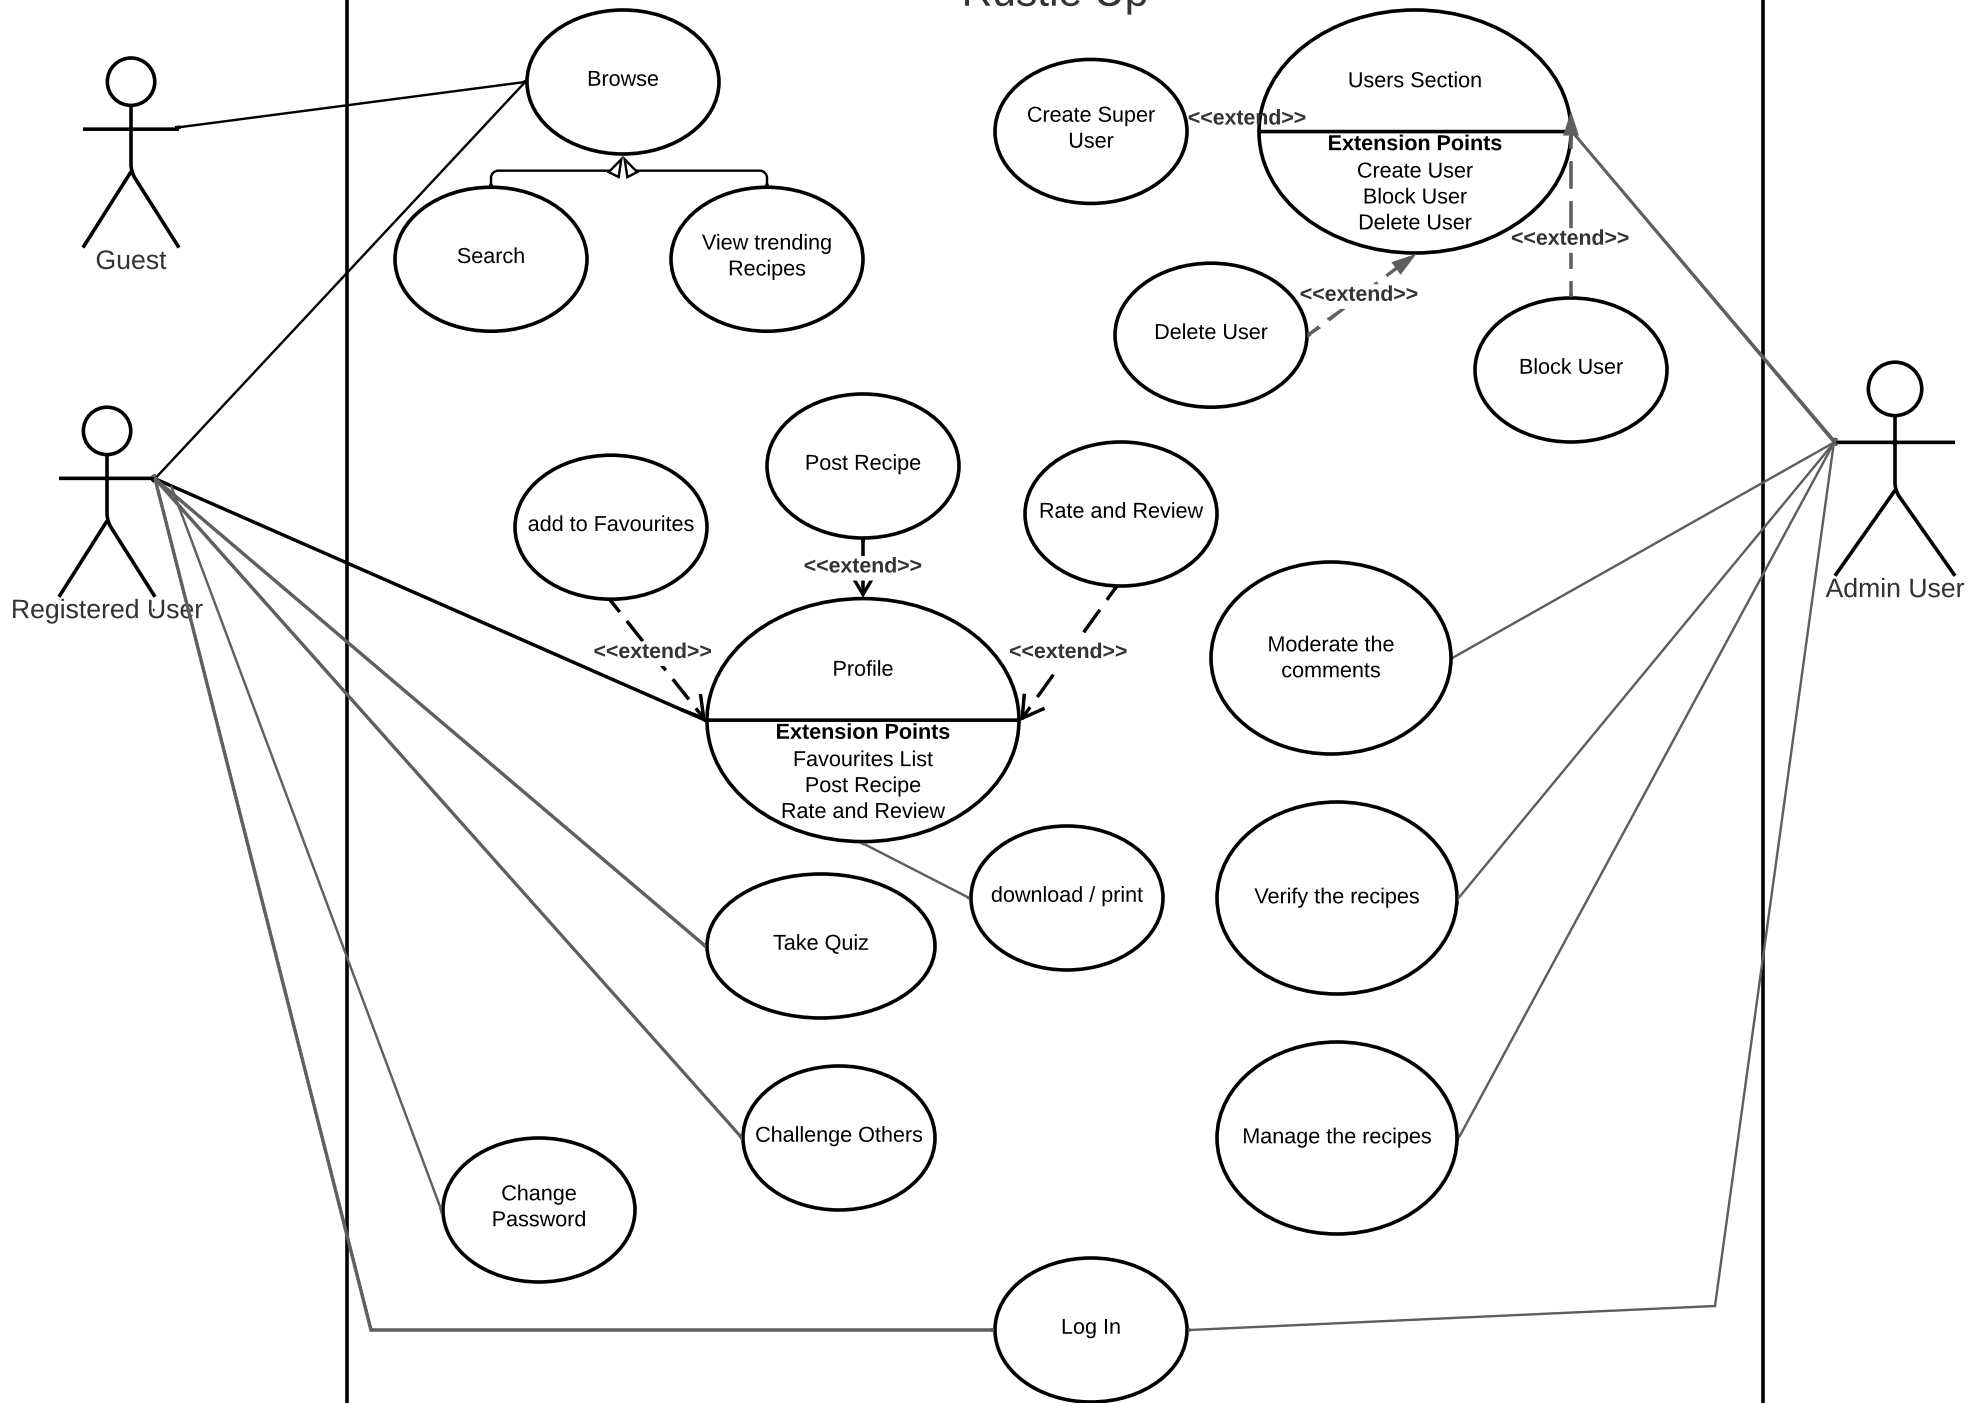 Rustle Up
Browse
Users Section
Create Super
User
<<extend>>
Extension Points
Create User
Block User
Delete User
Guest
Search
View trending
Recipes
<<extend>>
<<extend>>
Delete User
Block User
Post Recipe
add to Favourites
Rate and Review
<<extend>>
Registered User
Admin User
<<extend>>
<<extend>>
Profile
Moderate the
comments
Extension Points
Favourites List
Post Recipe
Rate and Review
download / print
Verify the recipes
Take Quiz
Challenge Others
Manage the recipes
Change
Password
Log In